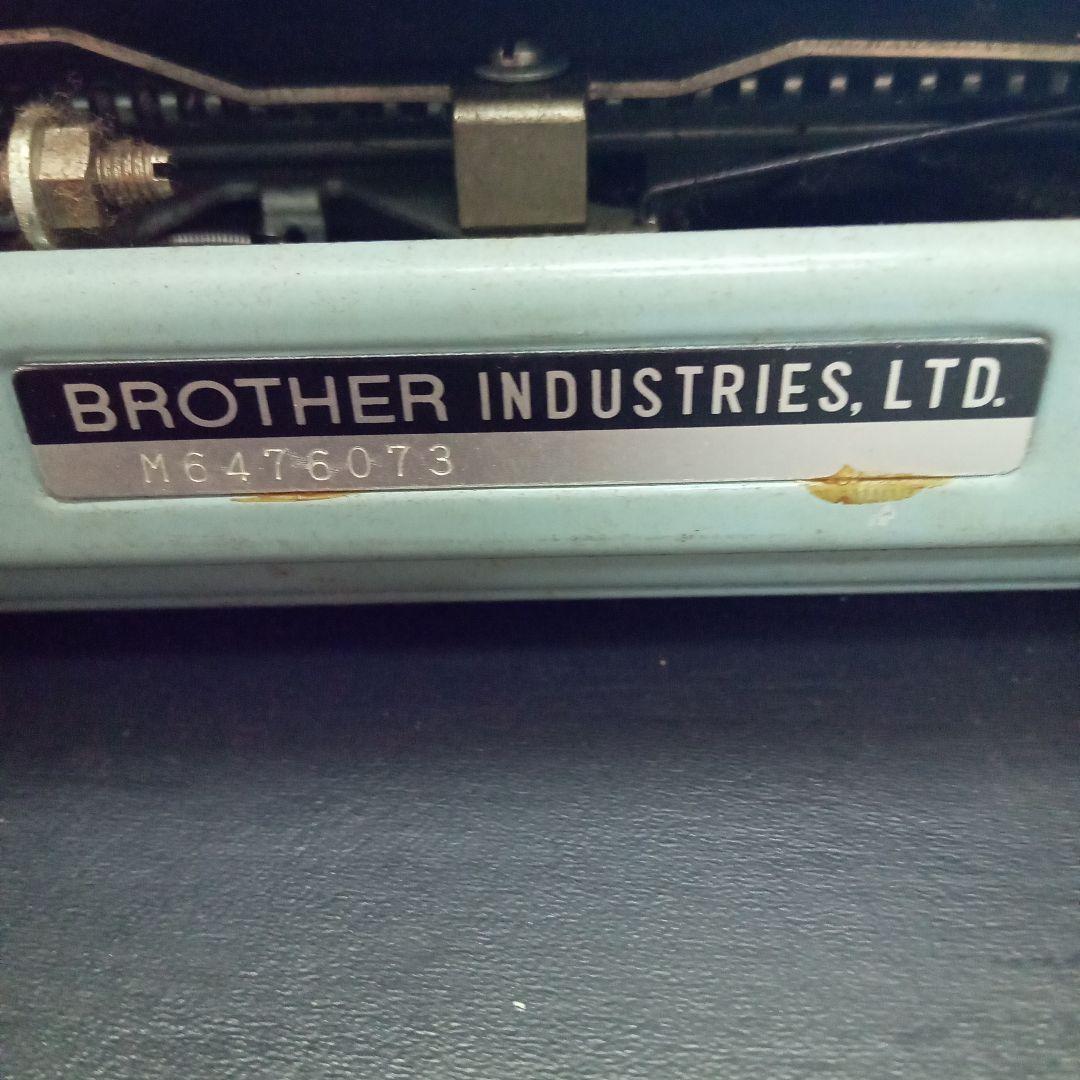 BROTHER INDUSTRIES, LTD.
M6476073